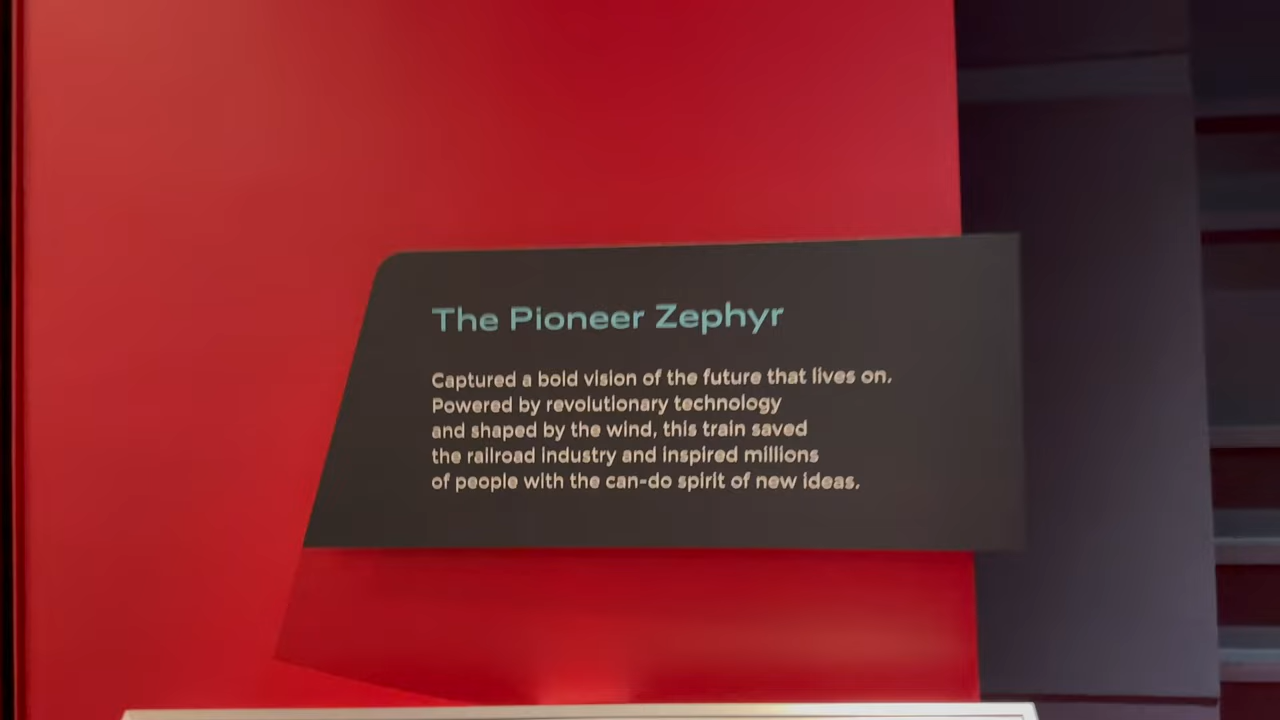 The Pioneer Zephyr
Captured a bold vision of the future that lives on.
Powered by revolutionary technology
and shaped by the wind, this train saved
the railroad industry and inspired millions
of people with the can-do spirit of new ideas.